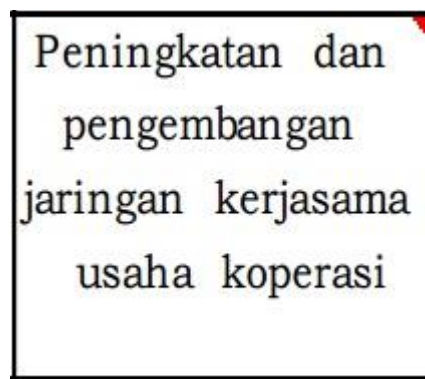 Peningkatan dan
pengembangan
jaringan kerjasama
usaha koperasi